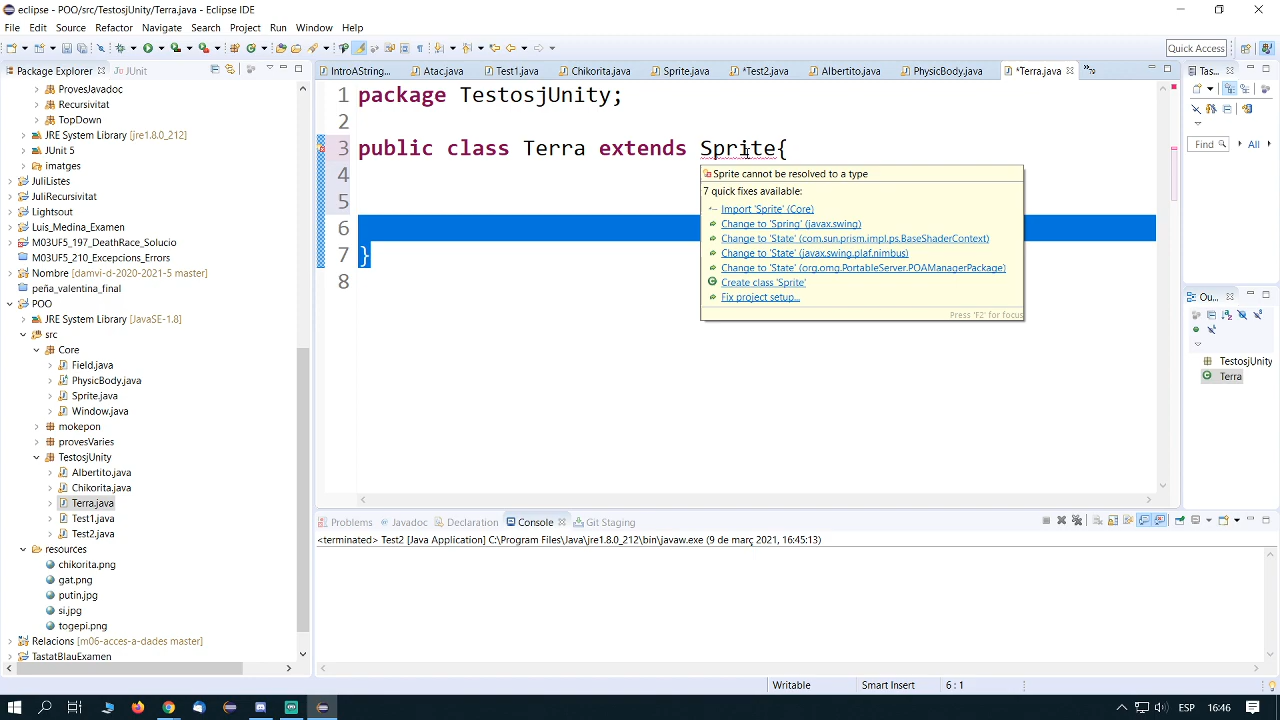 eclipse - POO/src/TestosjUnity/Terra.java - Eclipse IDE
File Edit Source Refactor Navigate Search Project Run Window Help
Quick Access
Package Explorer JUnit
ProvesJavadoc
Recursivitat
TopDown
JRE System Library [jre1.8.0_212]
JUnit 5
imatges
JuliListes
JuliRecursivitat
Lightsout
Luis_Medina_Examen
M03UF5_197_DeathRace_Solucio
M03UF5_210_Excepcions_Errors
Nombre [damvi-d-2020-2021-5 master]
peña_valentina_final
POO
JRE System Library [JavaSE-1.8]
src
Core
Field.java
PhysicBody.java
Sprite.java
Window.java
mokepon
provesVaries
TestosjUnity
Albertito.java
Chikorita.java
Terra.java
Test1.java
Test2.java
resources
chikorita.png
gat.png
putin.jpg
si.jpg
togepi.png
Relacions [m06-acces-a-dades master]
TastatBlauExamen
IntroAString... Atac.java Test1.java Chikorita.java Sprite.java *Test2.java Albertito.java PhysicBody.java *Terra.java
1 package TestosjUnity;
2
3 public class Terra extends Sprite{
4
5
6
7 }
8
Sprite cannot be resolved to a type
7 quick fixes available:
Import 'Sprite' (Core)
Change to 'Spring' (javax.swing)
Change to 'State' (com.sun.prism.impl.ps.BaseShaderContext)
Change to 'State' (javax.swing.plaf.nimbus)
Change to 'State' (org.omg.PortableServer.POAManagerPackage)
Create class 'Sprite'
Fix project setup...
Press 'F2' for focus
Tas...
Find All
Ou...
TestosjUnity
Terra
Problems Javadoc Declaration Console Git Staging
<terminated> Test2 [Java Application] C:\Program Files\Java\jre1.8.0_212\bin\javaw.exe (9 de març 2021, 16:45:13)
Writable Smart Insert 6 : 1
ESP 16:46